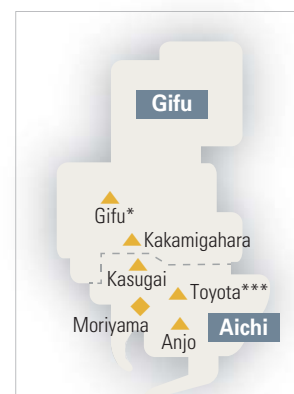 Gifu
Gifu*
Kakamigahara
Kasugai
Toyota***
Moriyama
Anjo
Aichi